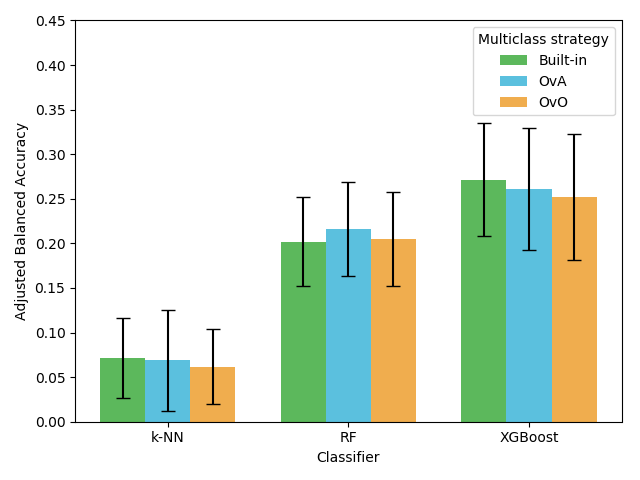 0.45
0.40
0.35
0.30
0.25
0.20
0.15
0.10
0.05
0.00
Adjusted Balanced Accuracy
Multiclass strategy
Built-in
OvA
OvO
k-NN RF XGBoost
Classifier